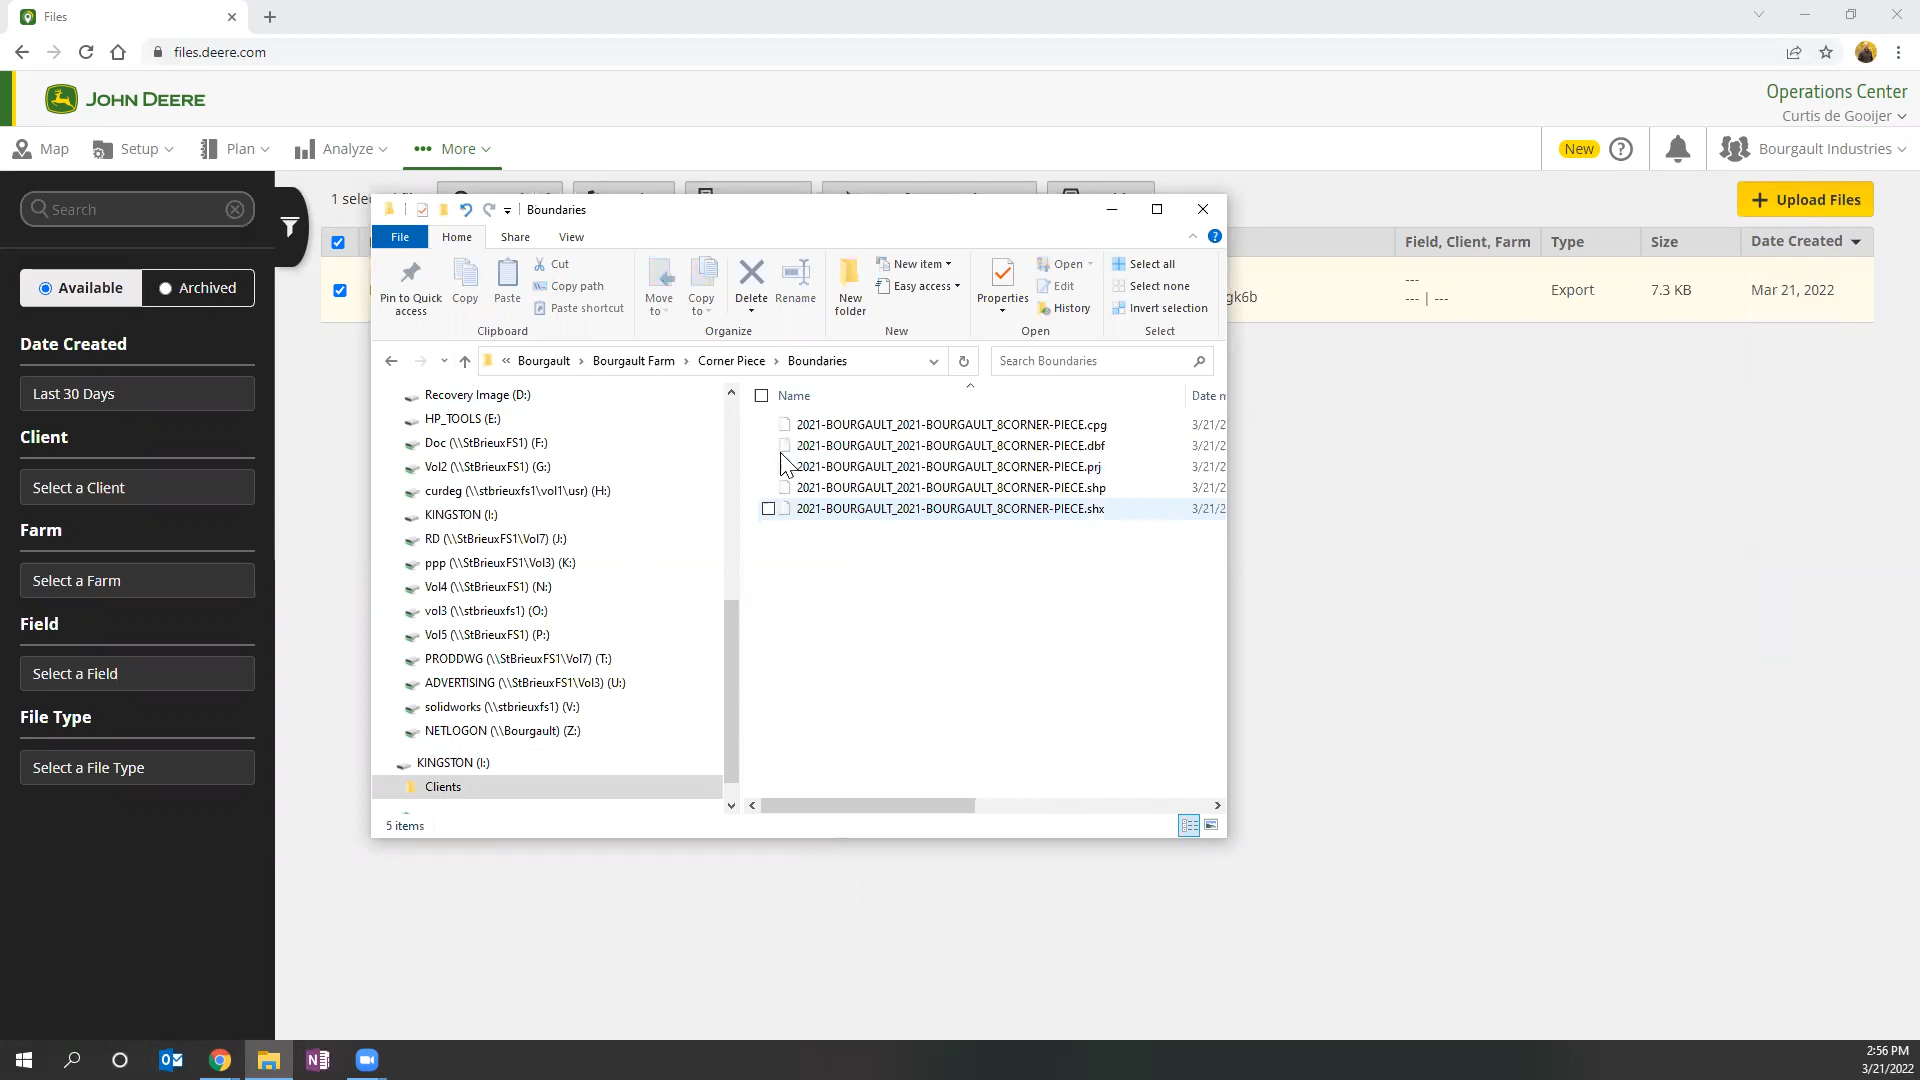 Files
files.deere.com
JOHN DEERE
Operations Center
Curtis de Gooijer
Map
Setup
Plan
Analyze
More
New
Bourgault Industries
Search
Available
Archived
Date Created
Last 30 Days
Client
Select a Client
Farm
Select a Farm
Field
Select a Field
File Type
Select a File Type
Upload Files
Field, Client, Farm
Type
Size
Date Created
gk6b
---
--- | ---
Export
7.3 KB
Mar 21, 2022
Boundaries
File
Home
Share
View
Pin to Quick access
Copy
Paste
Cut
Copy path
Paste shortcut
Clipboard
Move to
Copy to
Delete
Rename
Organize
New folder
New item
Easy access
New
Properties
Open
Edit
History
Open
Select all
Select none
Invert selection
Select
« Bourgault > Bourgault Farm > Corner Piece > Boundaries
Search Boundaries
Recovery Image (D:)
HP_TOOLS (E:)
Doc (\\StBrieuxFS1) (F:)
Vol2 (\\StBrieuxFS1) (G:)
curdeg (\\stbrieuxfs1\vol1\usr) (H:)
KINGSTON (I:)
RD (\\StBrieuxFS1\Vol7) (J:)
ppp (\\StBrieuxFS1\Vol3) (K:)
Vol4 (\\StBrieuxFS1) (N:)
vol3 (\\stbrieuxfs1) (O:)
Vol5 (\\StBrieuxFS1) (P:)
PRODDWG (\\StBrieuxFS1\Vol7) (T:)
ADVERTISING (\\StBrieuxFS1\Vol3) (U:)
solidworks (\\stbrieuxfs1) (V:)
NETLOGON (\\Bourgault) (Z:)
KINGSTON (I:)
Clients
Name
2021-BOURGAULT_2021-BOURGAULT_8CORNER-PIECE.cpg
2021-BOURGAULT_2021-BOURGAULT_8CORNER-PIECE.dbf
2021-BOURGAULT_2021-BOURGAULT_8CORNER-PIECE.prj
2021-BOURGAULT_2021-BOURGAULT_8CORNER-PIECE.shp
2021-BOURGAULT_2021-BOURGAULT_8CORNER-PIECE.shx
Date
3/21/2
3/21/2
3/21/2
3/21/2
3/21/2
5 items
2:56 PM
3/21/2022